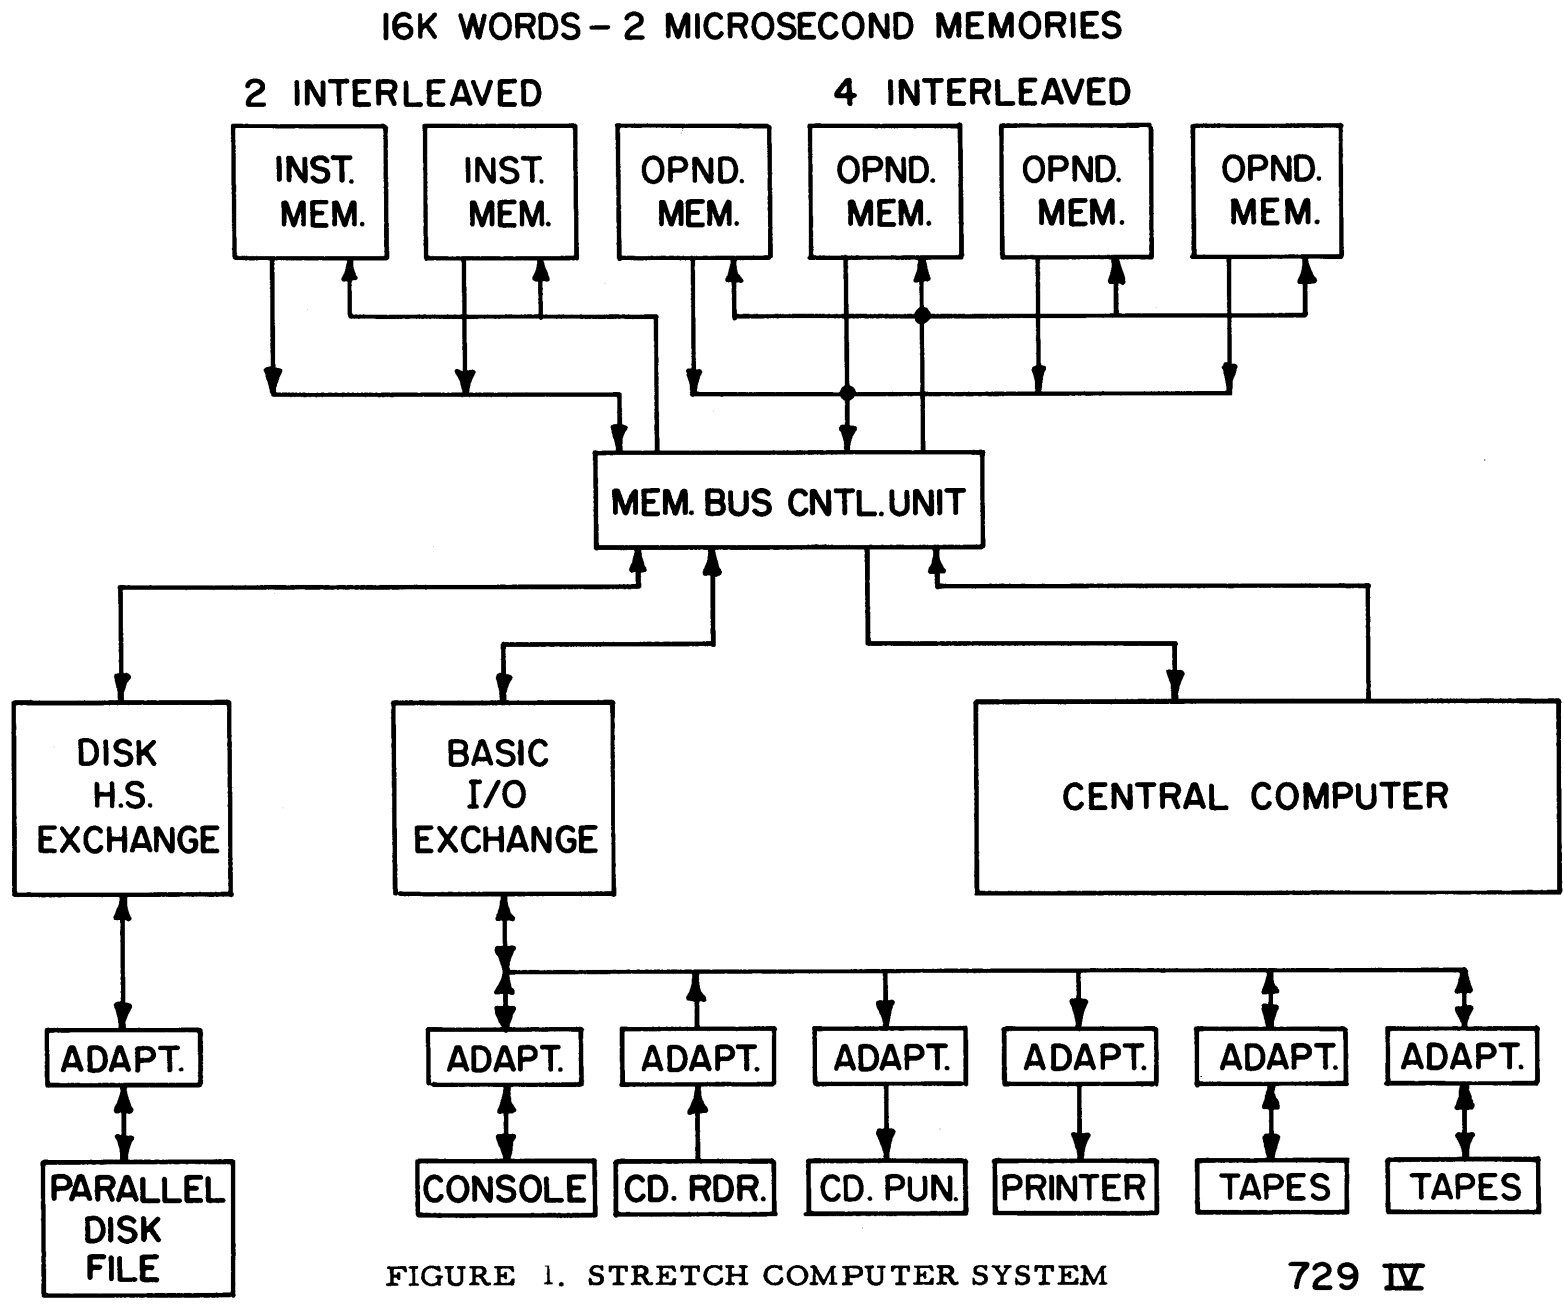 16K WORDS – 2 MICROSECOND MEMORIES
2 INTERLEAVED
4 INTERLEAVED
INST.
MEM.
INST.
MEM.
OPND.
MEM.
OPND.
MEM.
OPND.
MEM.
OPND.
MEM.
MEM. BUS CNTL. UNIT
DISK
H.S.
EXCHANGE
BASIC
I/O
EXCHANGE
CENTRAL COMPUTER
ADAPT.
ADAPT.
ADAPT.
ADAPT.
ADAPT.
ADAPT.
ADAPT.
PARALLEL
DISK
FILE
CONSOLE
CD. RDR.
CD. PUN.
PRINTER
TAPES
TAPES
FIGURE 1. STRETCH COMPUTER SYSTEM
729 IV